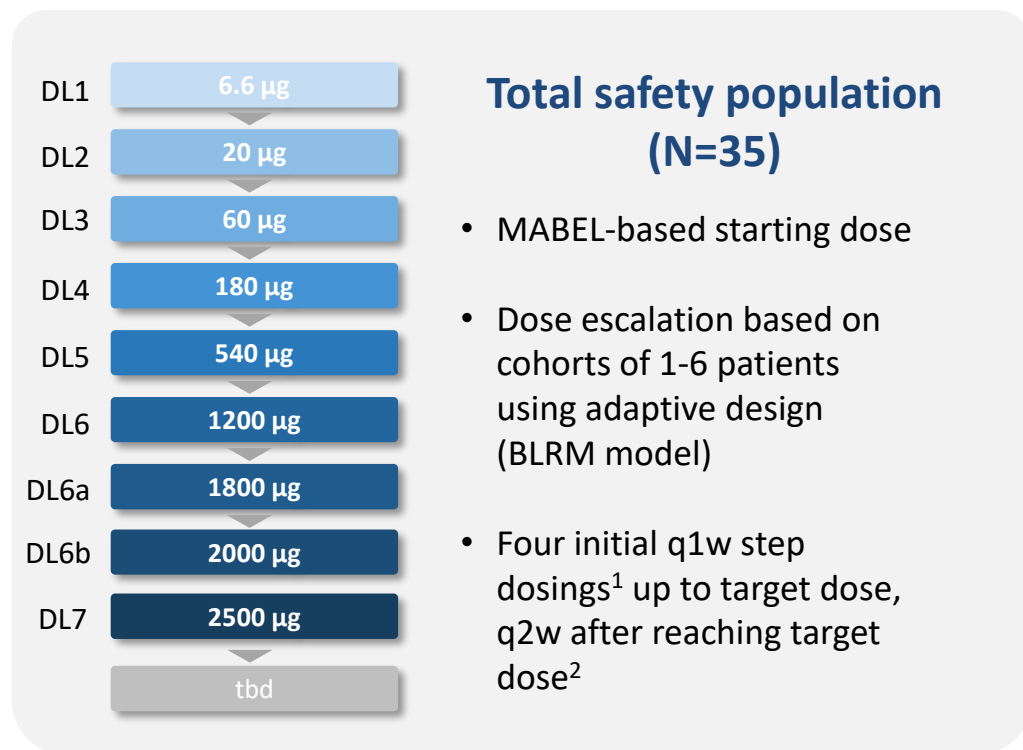 DL1 6.6 µg
DL2 20 µg
DL3 60 µg
DL4 180 µg
DL5 540 µg
DL6 1200 µg
DL6a 1800 µg
DL6b 2000 µg
DL7 2500 µg
tbd
Total safety population
(N=35)
• MABEL-based starting dose
• Dose escalation based on
cohorts of 1-6 patients
using adaptive design
(BLRM model)
• Four initial q1w step
dosings¹ up to target dose,
q2w after reaching target
dose²